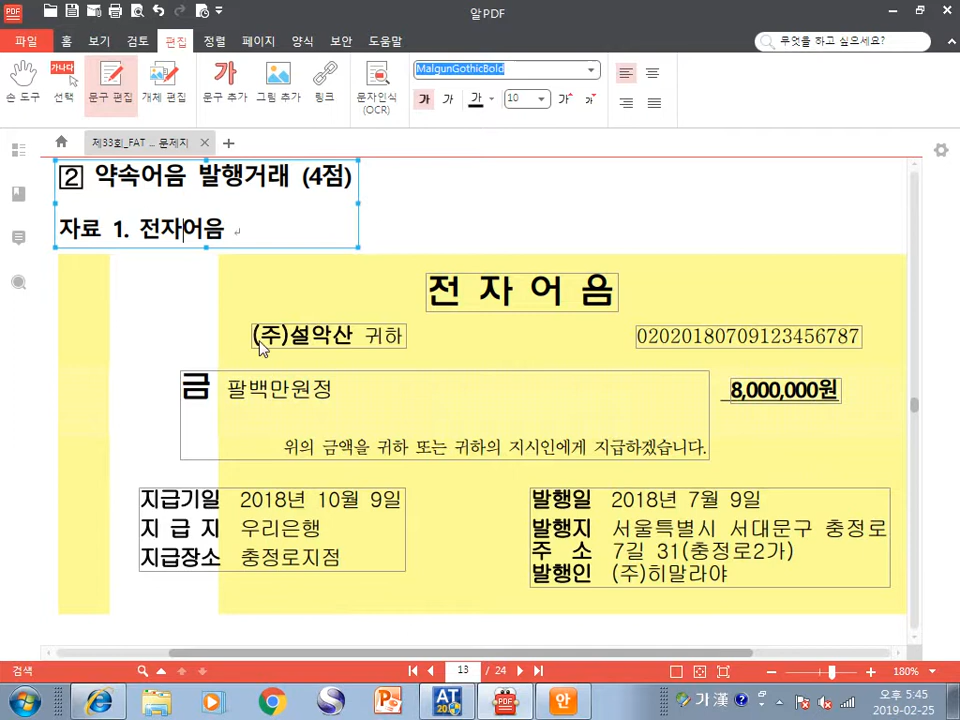 알PDF
파일 홈 보기 검토 편집 정렬 페이지 양식 보안 도움말
무엇을 하고 싶으세요?
가나다
손 도구 선택 문구 편집 개체 편집 문구 추가 그림 추가 링크 문자인식 (OCR)
MalgunGothicBold
가 가 가 10 가 가
제33회_FAT ... 문제지
2 약속어음 발행거래 (4점)
자료 1. 전자어음
전 자 어 음
(주)설악산 귀하
02020180709123456787
금 팔백만원정
8,000,000원
위의 금액을 귀하 또는 귀하의 지시인에게 지급하겠습니다.
지급기일 2018년 10월 9일
지 급 지 우리은행
지급장소 충정로지점
발행일 2018년 7월 9일
발행지 서울특별시 서대문구 충정로
주 소 7길 31(충정로2가)
발행인 (주)히말라야
검색
13 / 24
180%
AT
PDF
안
가 漢
오후 5:45
2019-02-25